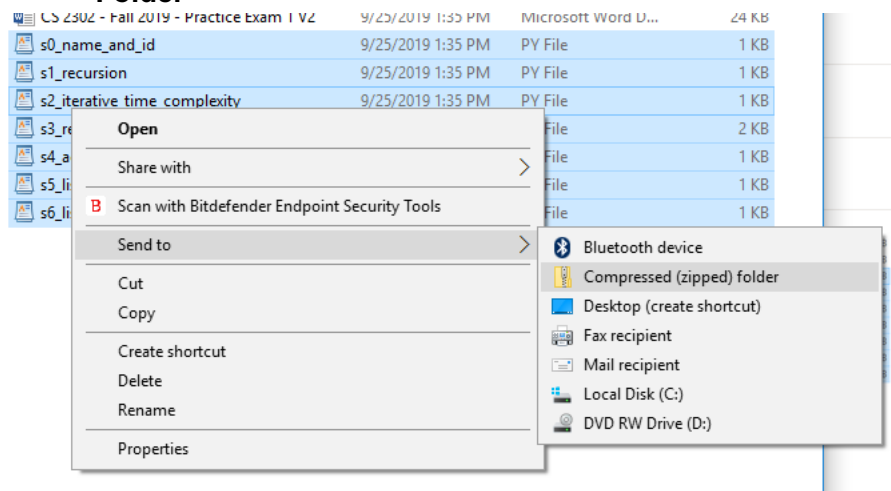 Folder
CS 2302 - Fall 2019 - Practice Exam 1 V2 9/25/2019 1:35 PM Microsoft Word D... 24 KB
s0_name_and_id 9/25/2019 1:35 PM PY File 1 KB
s1_recursion 9/25/2019 1:35 PM PY File 1 KB
s2_iterative_time_complexity 9/25/2019 1:35 PM PY File 1 KB
s3_re File 2 KB
s4_a File 1 KB
s5_li File 1 KB
s6_li File 1 KB
Open
Share with
Scan with Bitdefender Endpoint Security Tools
Send to
Cut
Copy
Create shortcut
Delete
Rename
Properties
Bluetooth device
Compressed (zipped) folder
Desktop (create shortcut)
Fax recipient
Mail recipient
Local Disk (C:)
DVD RW Drive (D:)